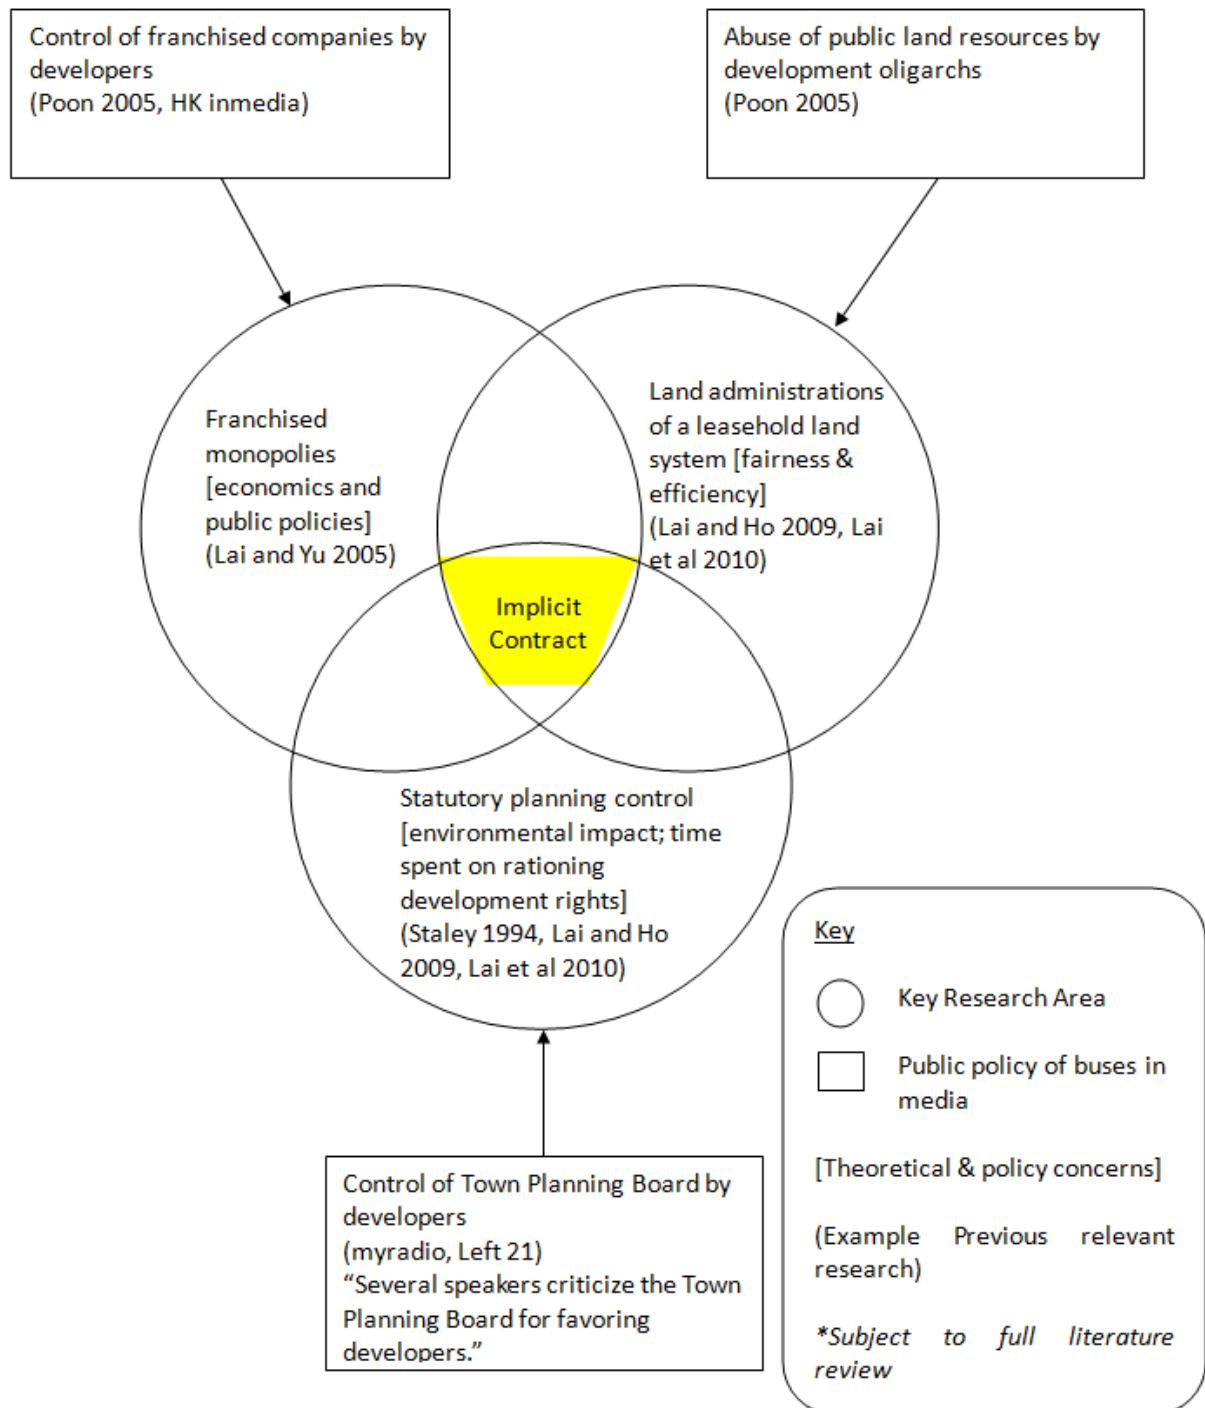 Control of franchised companies by
developers
(Poon 2005, HK inmedia)
Abuse of public land resources by
development oligarchs
(Poon 2005)
Franchised
monopolies
[economics and
public policies]
(Lai and Yu 2005)
Land administrations
of a leasehold land
system [fairness &
efficiency]
(Lai and Ho 2009, Lai
et al 2010)
Implicit
Contract
Statutory planning control
[environmental impact; time
spent on rationing
development rights]
(Staley 1994, Lai and Ho
2009, Lai et al 2010)
Control of Town Planning Board by
developers
(myradio, Left 21)
“Several speakers criticize the Town
Planning Board for favoring
developers.”
Key
Key Research Area
Public policy of buses in
media
[Theoretical & policy concerns]
(Example Previous relevant
research)
*Subject to full literature
review